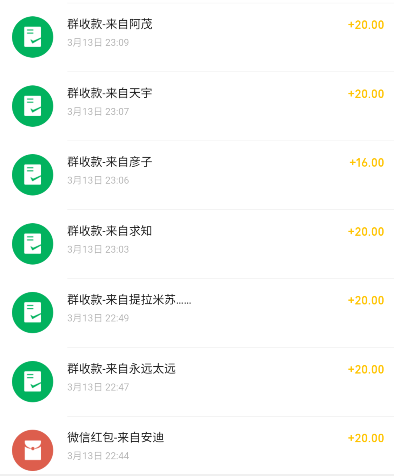 群收款-来自阿茂 +20.00
3月13日 23:09
群收款-来自天宇 +20.00
3月13日 23:07
群收款-来自彦子 +16.00
3月13日 23:06
群收款-来自求知 +20.00
3月13日 23:03
群收款-来自提拉米苏…... +20.00
3月13日 22:49
群收款-来自永远太远 +20.00
3月13日 22:47
微信红包-来自安迪 +20.00
3月13日 22:44